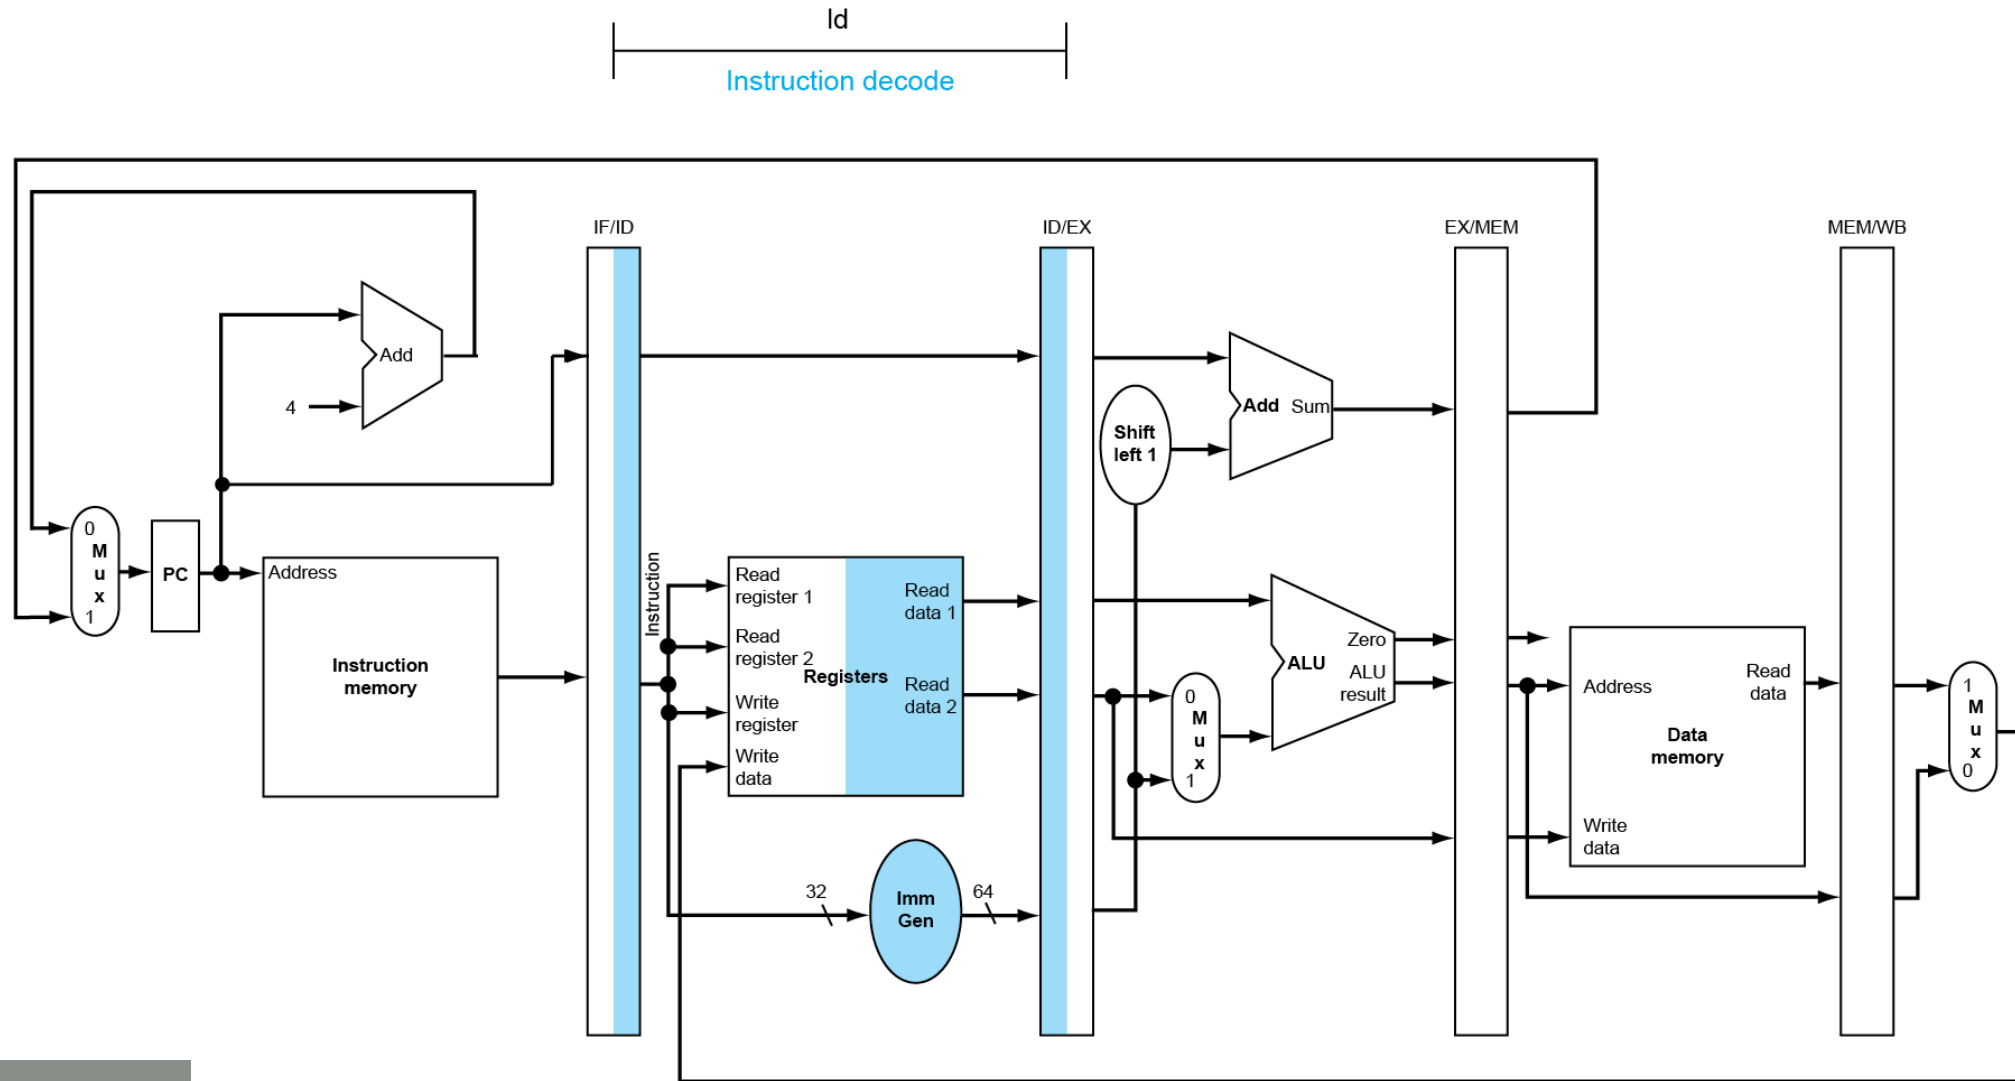 ld
Instruction decode
IF/ID
ID/EX
EX/MEM
MEM/WB
Add
4
Add Sum
Shift
left 1
0
M
u
x
1
PC
Address
Instruction
memory
Instruction
Read
register 1
Read
register 2
Write
register
Write
data
Registers
Read
data 1
Read
data 2
32
Imm
Gen
64
0
M
u
x
1
ALU
Zero
ALU
result
Address
Read
data
Data
memory
Write
data
1
M
u
x
0